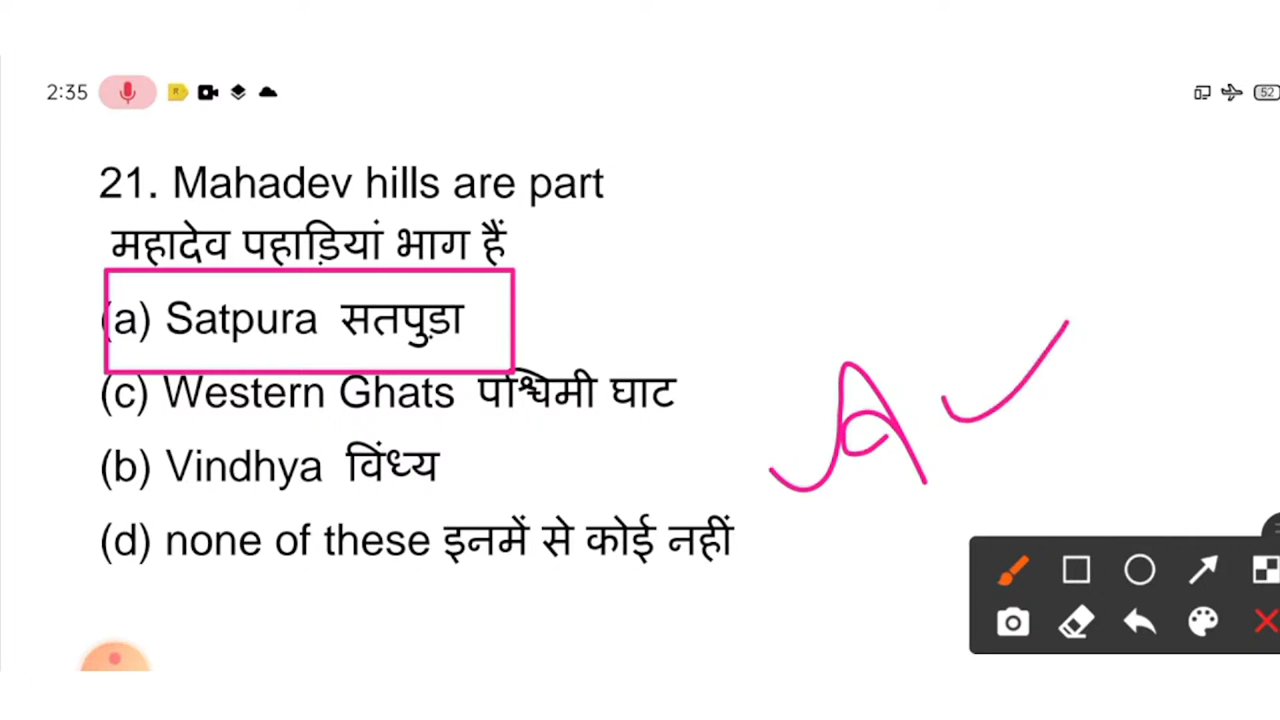 2:35
R
52
21. Mahadev hills are part
महादेव पहाड़ियां भाग हैं
(a) Satpura सतपुड़ा
(c) Western Ghats पश्चिमी घाट
(b) Vindhya विंध्य
(d) none of these इनमें से कोई नहीं
A